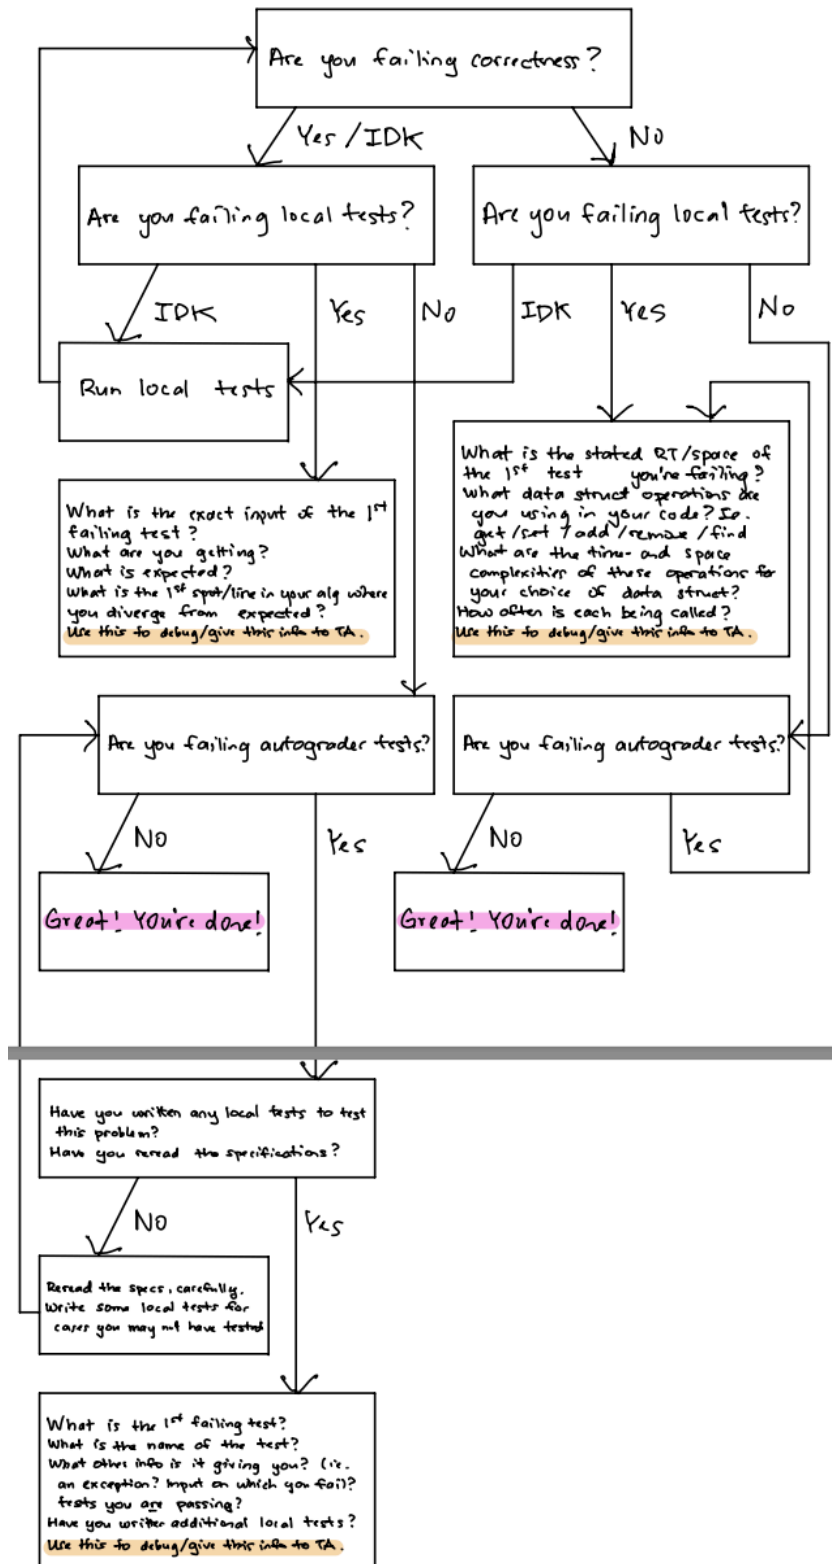 Are you failing correctness?
Yes / IDK
No
Are you failing local tests?
Are you failing local tests?
IDK
Yes
No
IDK
Yes
No
Run local tests
What is the stated RT/space of
the 1st test you're failing?
What data struct operations are
you using in your code? Ie.
get /set /add /remove /find
What are the time- and space
complexities of these operations for
your choice of data struct?
How often is each being called?
Use this to debug/give this info to TA.
What is the exact input of the 1st
failing test?
What are you getting?
What is expected?
What is the 1st spot/line in your alg where
you diverge from expected?
Use this to debug/give this info to TA.
Are you failing autograder tests?
Are you failing autograder tests?
No
Yes
No
Yes
Great! You're done!
Great! You're done!
Have you written any local tests to test
this problem?
Have you reread the specifications?
No
Yes
Reread the specs, carefully.
Write some local tests for
cases you may not have tested
What is the 1st failing test?
What is the name of the test?
What other info is it giving you? (i.e.
an exception? Input on which you fail?
tests you are passing?
Have you written additional local tests?
Use this to debug/give this info to TA.